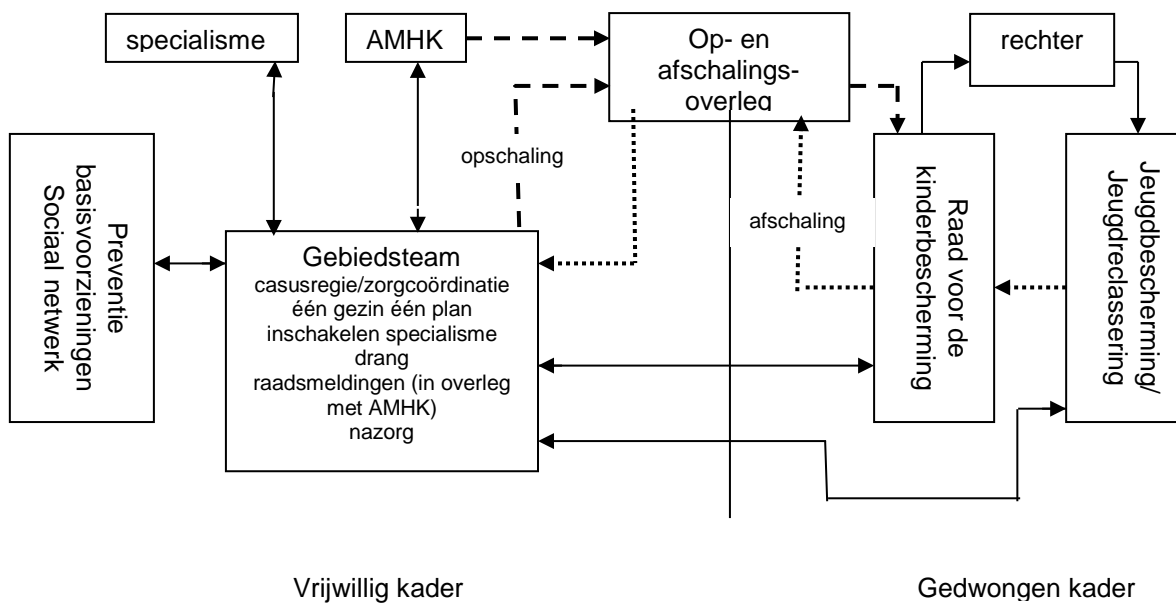 specialisme
AMHK
Op- en
afschalings-
overleg
rechter
opschaling
afschaling
Preventie
basisvoorzieningen
Sociaal netwerk
Gebiedsteam
casusregie/zorgcoördinatie
één gezin één plan
inschakelen specialisme
drang
raadsmeldingen (in overleg
met AMHK)
nazorg
Raad voor de
kinderbescherming
Jeugdbescherming/
Jeugdreclassering
Vrijwillig kader
Gedwongen kader